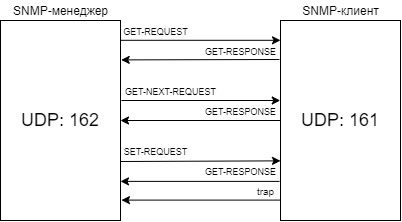 SNMP-менеджер
SNMP-клиент
GET-REQUEST
GET-RESPONSE
GET-NEXT-REQUEST
UDP: 162
UDP: 161
GET-RESPONSE
SET-REQUEST
GET-RESPONSE
trap